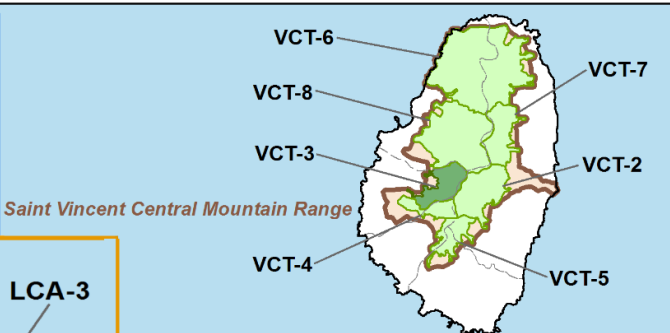 VCT-6
VCT-7
VCT-8
VCT-3
VCT-2
Saint Vincent Central Mountain Range
VCT-4
VCT-5
LCA-3